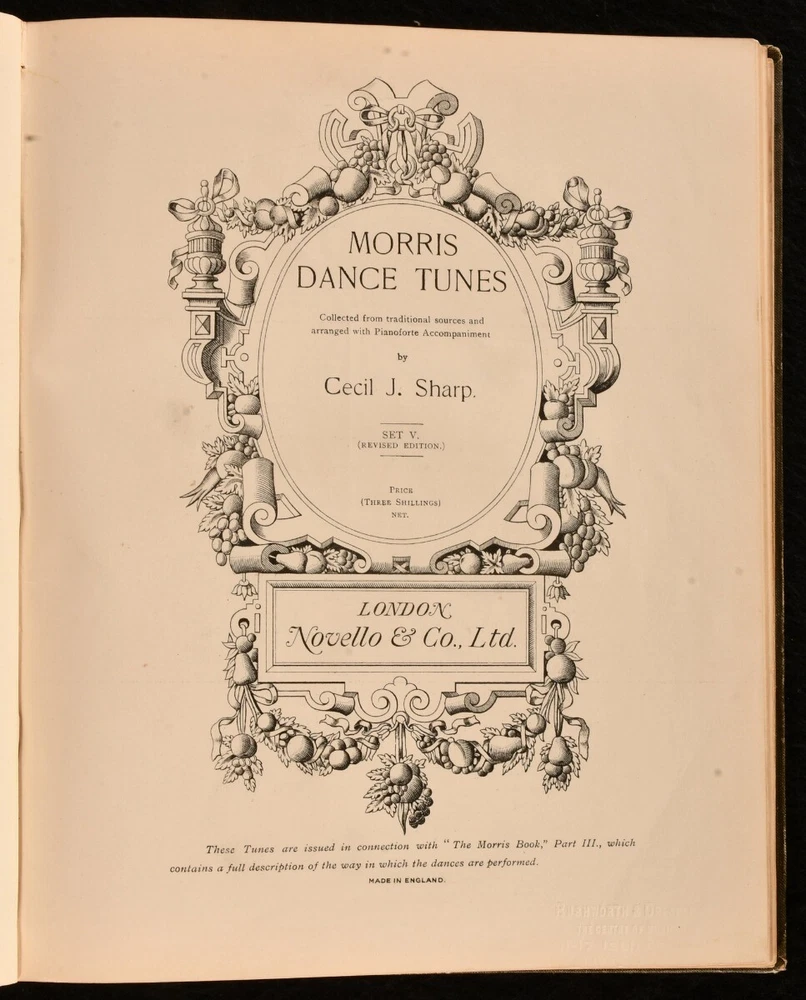 MORRIS
DANCE TUNES
Collected from traditional sources and
arranged with Pianoforte Accompaniment
by
Cecil J. Sharp.
SET V.
(REVISED EDITION.)
PRICE
(THREE SHILLINGS)
NET.
LONDON,
Novello & Co., Ltd.
These Tunes are issued in connection with "The Morris Book," Part III., which
contains a full description of the way in which the dances are performed.
MADE IN ENGLAND.